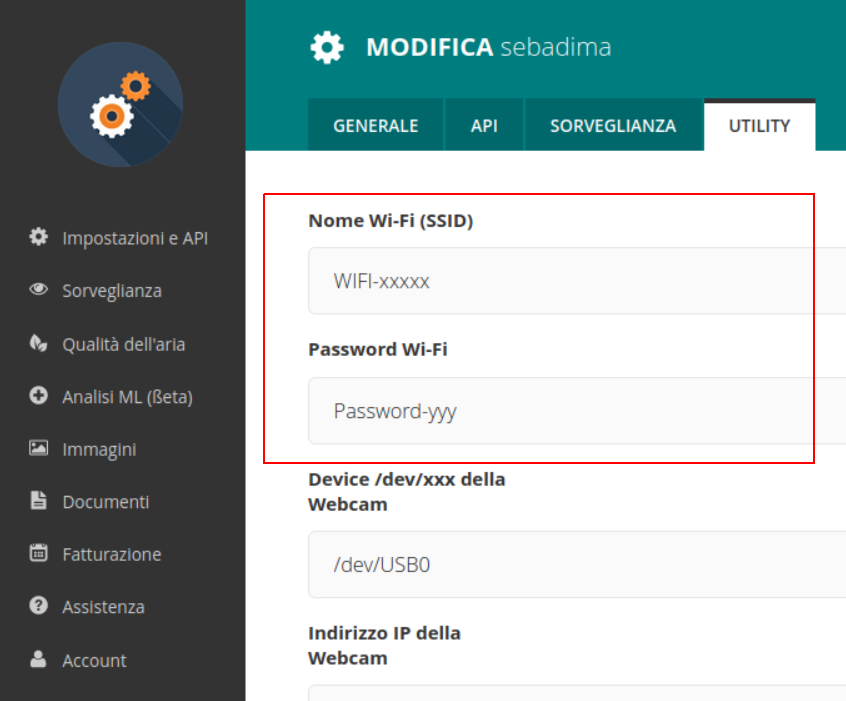 MODIFICA sebadima
GENERALE API SORVEGLIANZA UTILITY
Impostazioni e API
Sorveglianza
Qualità dell'aria
Analisi ML (ßeta)
Immagini
Documenti
Fatturazione
Assistenza
Account
Nome Wi-Fi (SSID)
WIFI-xxxxx
Password Wi-Fi
Password-yyy
Device /dev/xxx della
Webcam
/dev/USB0
Indirizzo IP della
Webcam